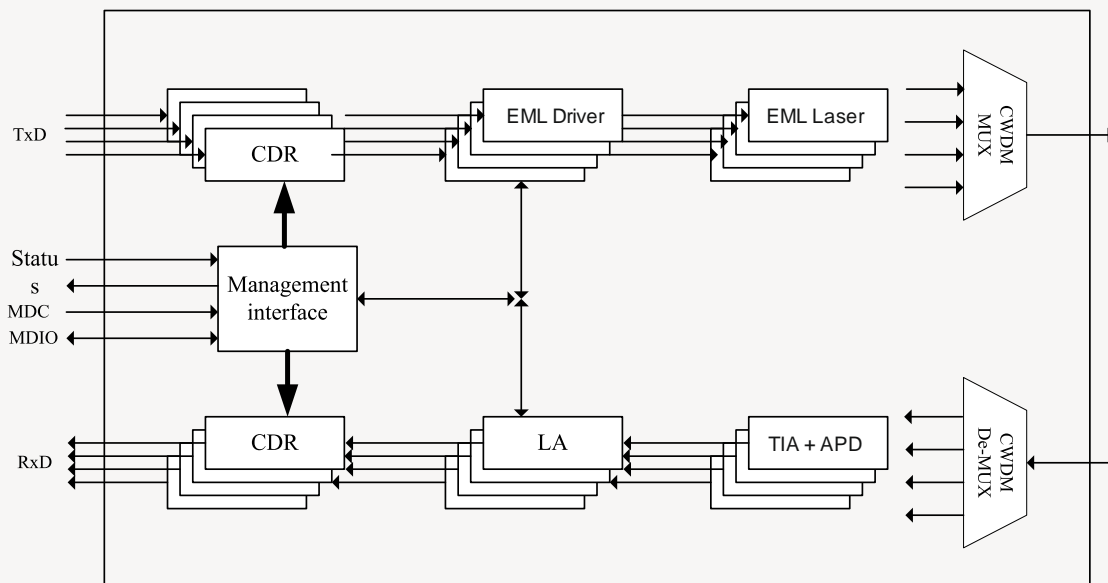 TxD
CDR
EML Driver
EML Laser
CWDM
MUX
Statu
s
MDC
MDIO
Management
interface
RxD
CDR
LA
TIA + APD
CWDM
De-MUX